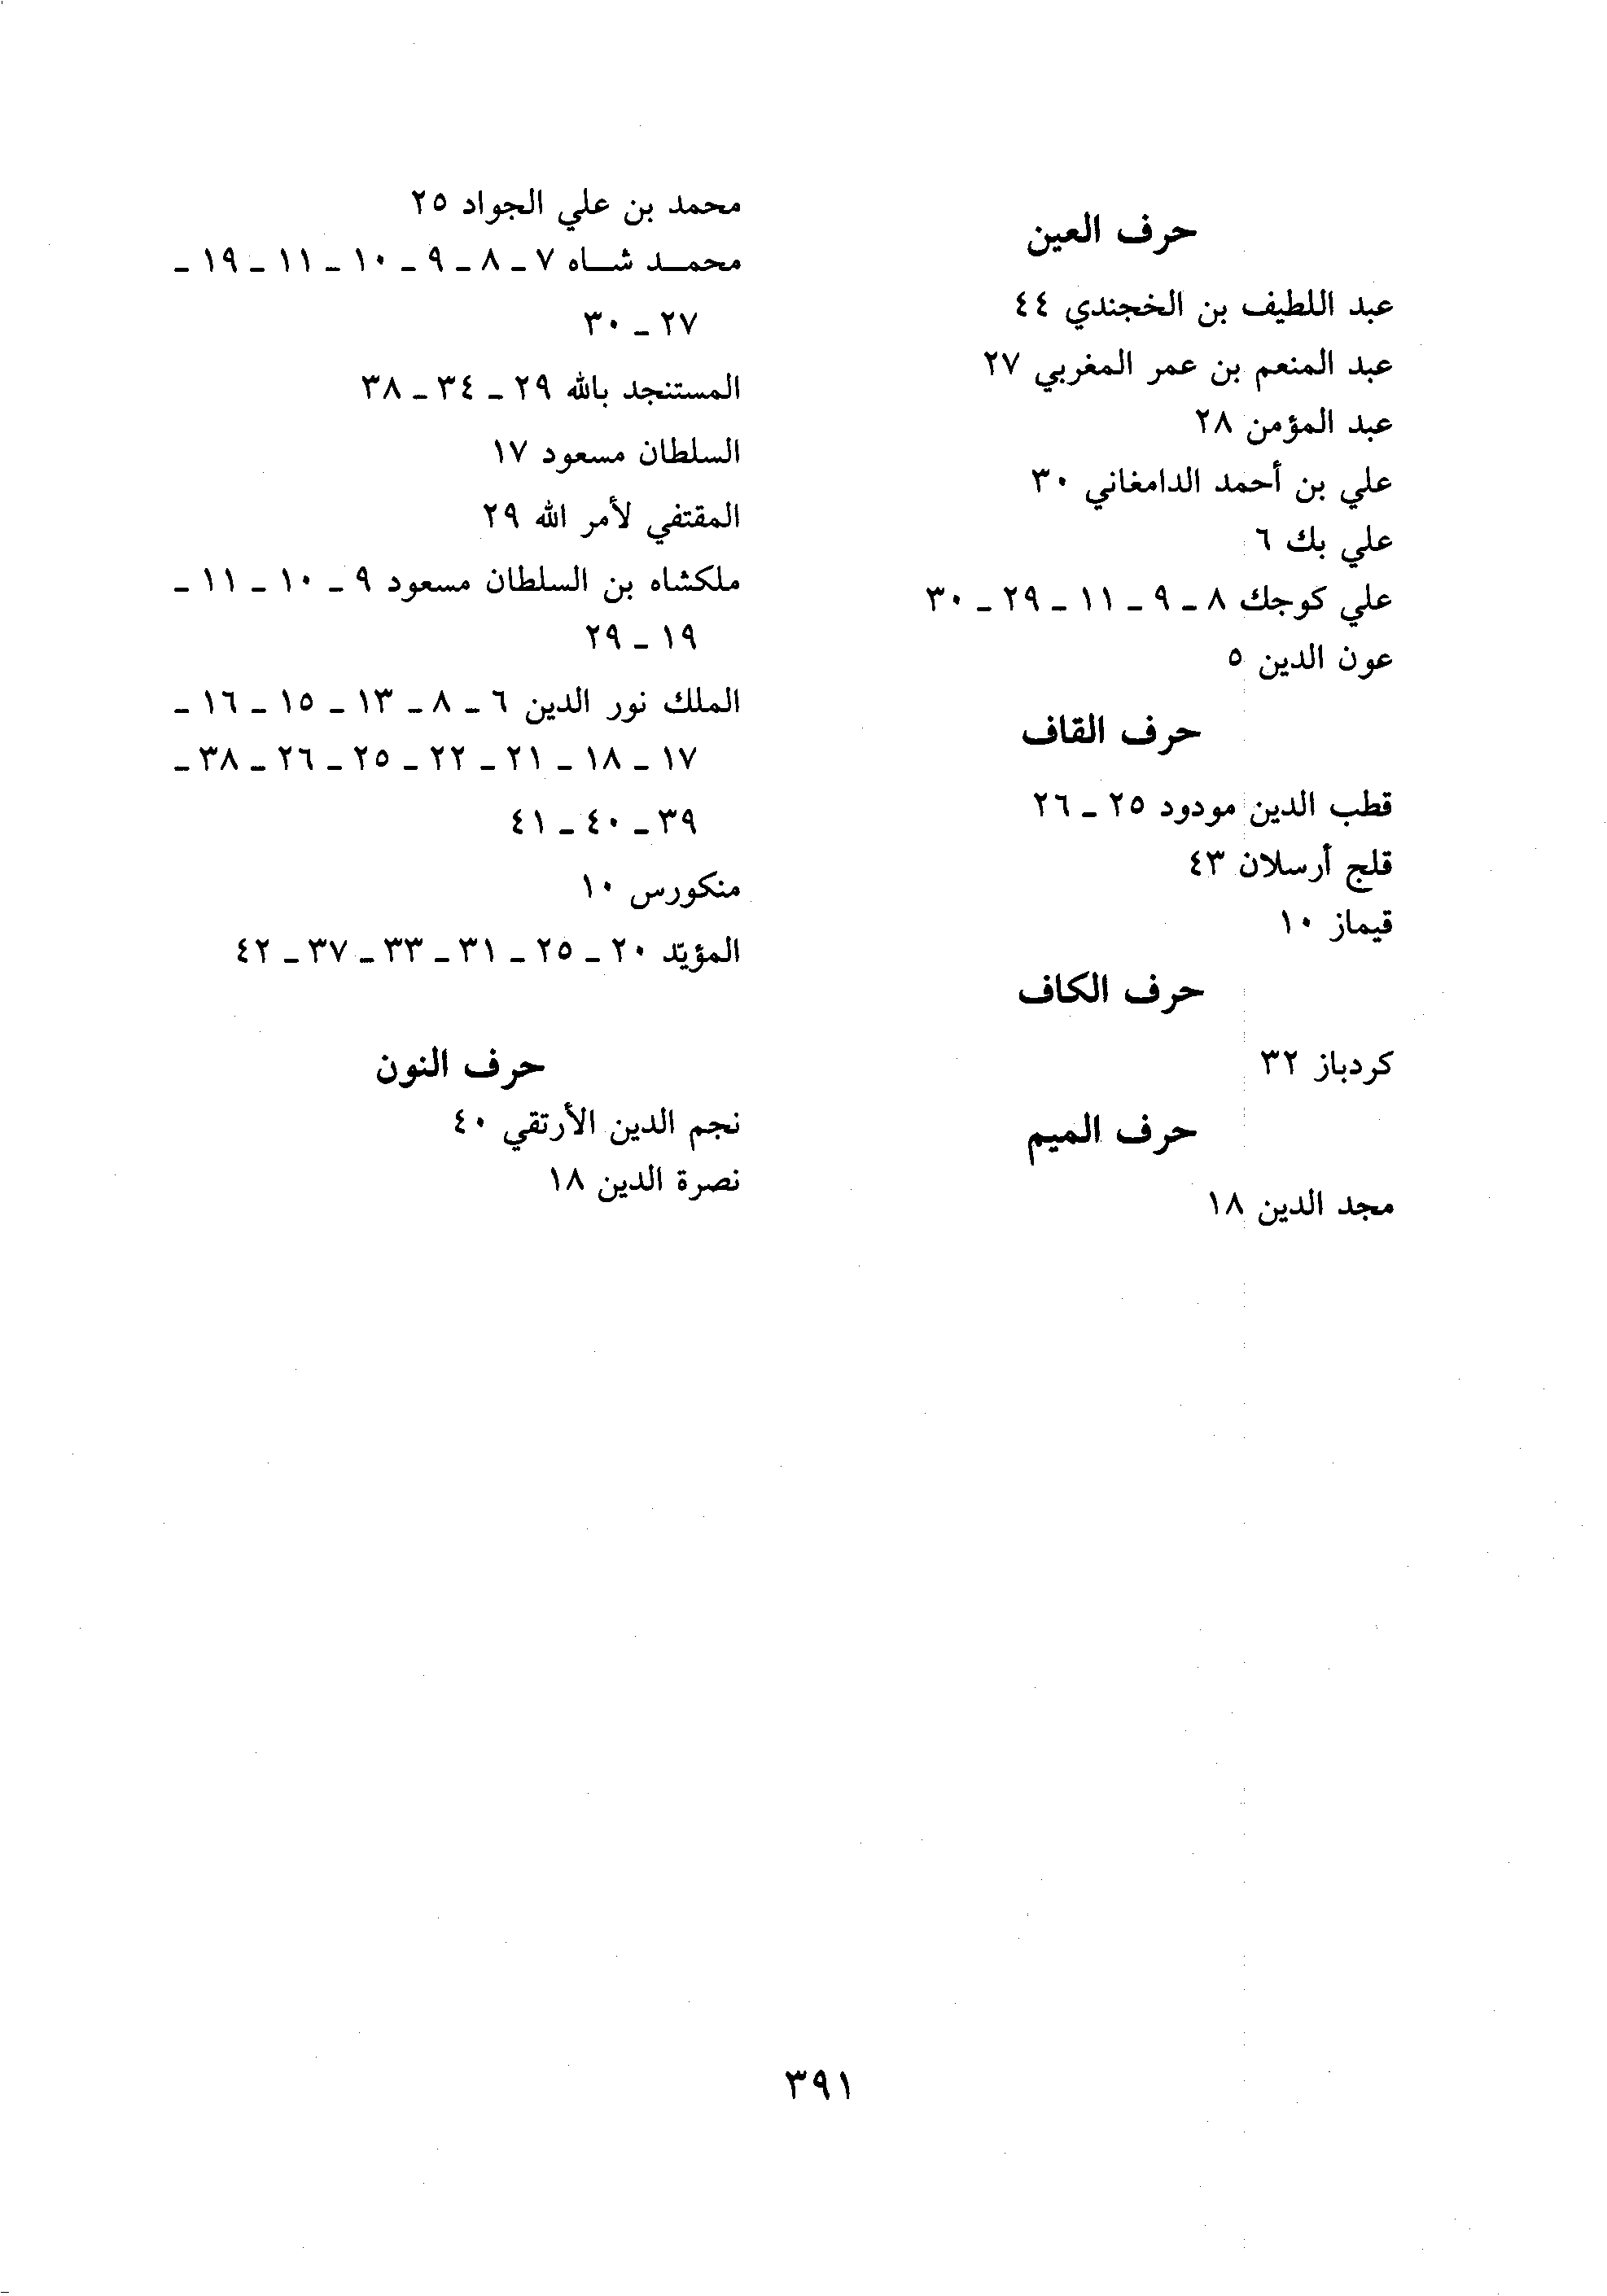 حرف العين
عبد اللطيف بن الخجندي ٤٤
عبد المنعم بن عمر المغربي ٢٧
عبد المؤمن ٢٨
علي بن أحمد الدامغاني ٣٠
علي بك ٦
علي كوجك ٨ ـ ٩ ـ ١١ ـ ٢٩ ـ ٣٠
عون الدين ٥
حرف القاف
قطب الدين مودود ٢٥ ـ ٢٦
قلج أرسلان ٤٣
قيماز ١٠
حرف الكاف
كردباز ٣٢
حرف الميم
مجد الدين ١٨
محمد بن علي الجواد ٢٥
محمـد شـاه ٧ ـ ٨ ـ ٩ ـ ١٠ ـ ١١ ـ ١٩ ـ
٢٧ ـ ٣٠
المستنجد بالله ٢٩ ـ ٣٤ ـ ٣٨
السلطان مسعود ١٧
المقتفي لأمر الله ٢٩
ملكشاه بن السلطان مسعود ٩ ـ ١٠ ـ ١١ ـ
١٩ ـ ٢٩
الملك نور الدين ٦ ـ ٨ ـ ١٣ ـ ١٥ ـ ١٦ ـ
١٧ ـ ١٨ ـ ٢١ ـ ٢٢ ـ ٢٥ ـ ٢٦ ـ ٣٨ ـ
٣٩ ـ ٤٠ ـ ٤١
منكورس ١٠
المؤيّد ٢٠ ـ ٢٥ ـ ٣١ ـ ٣٣ ـ ٣٧ ـ ٤٢
حرف النون
نجم الدين الأرتقي ٤٠
نصرة الدين ١٨
٣٩١